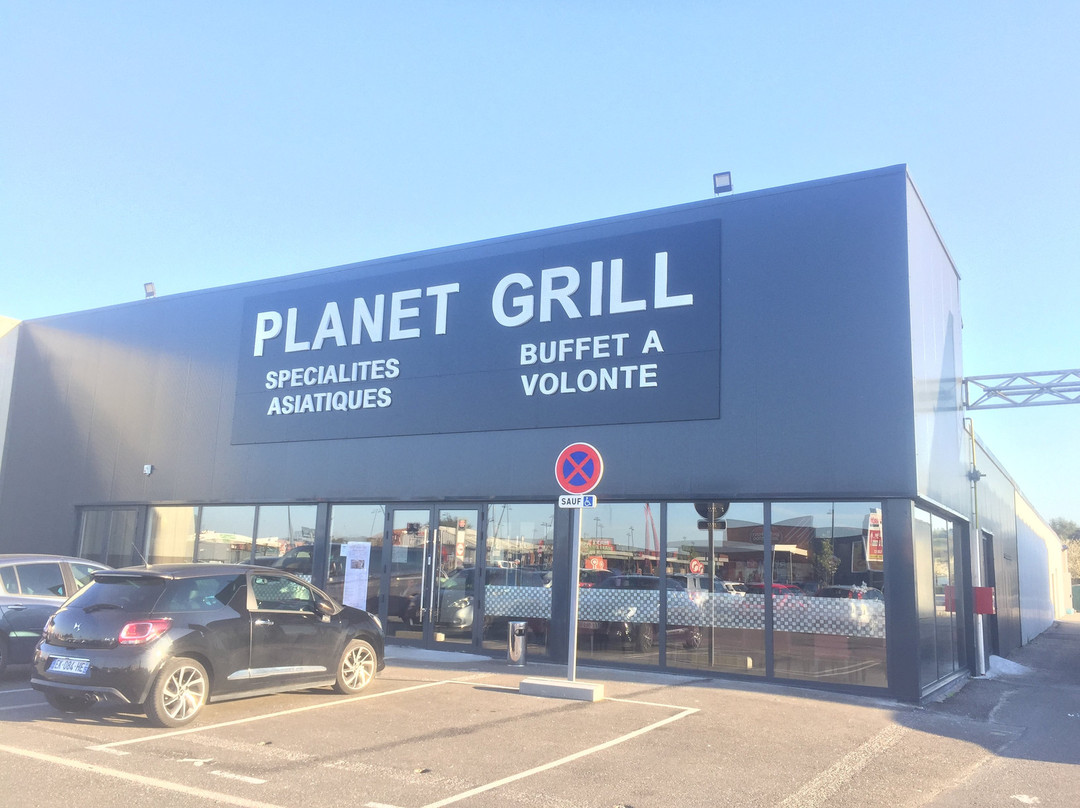 PLANET GRILL
SPECIALITES
ASIATIQUES
BUFFET A
VOLONTE
SAUF